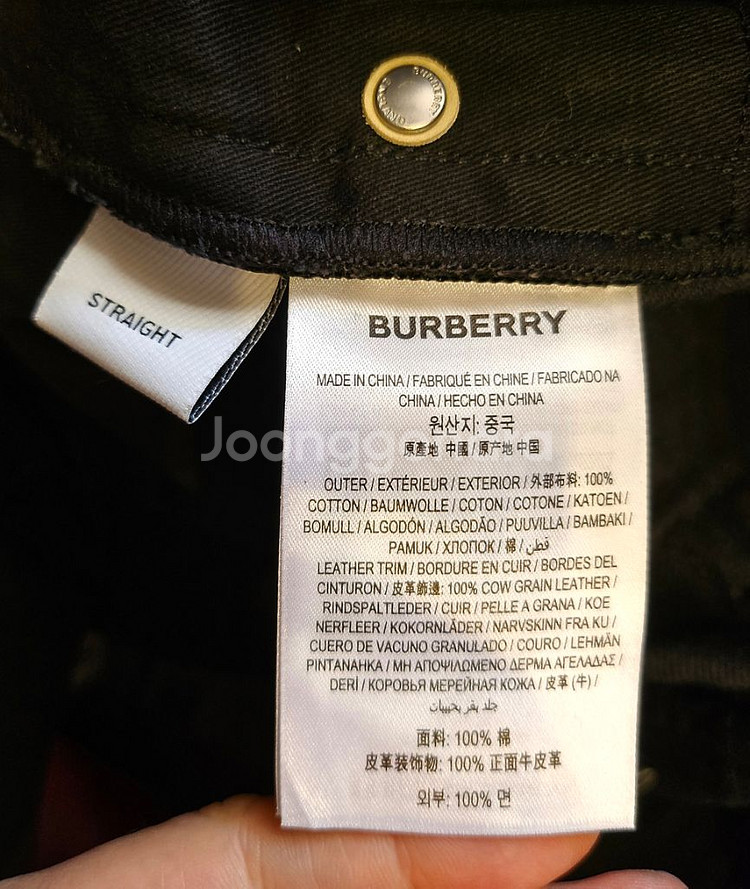 BURBERRY
STRAIGHT
BURBERRY
MADE IN CHINA / FABRIQUÉ EN CHINE / FABRICADO NA
CHINA / HECHO EN CHINA
원산지: 중국
原產地 中國 / 原产地 中国
OUTER / EXTÉRIEUR / EXTERIOR / 外部布料: 100%
COTTON / BAUMWOLLE / COTON / COTONE / KATOEN /
BOMULL / ALGODÓN / ALGODÃO / PUUVILLA / BAMBAKI /
PAMUK / ХЛОПОК / 棉 / قطن
LEATHER TRIM / BORDURE EN CUIR / BORDES DEL
CINTURON / 皮革飾邊: 100% COW GRAIN LEATHER /
RINDSPALTLEDER / CUIR / PELLE A GRANA / KOE
NERFLEER / KOKORNLÄDER / NARVSKINN FRA KU /
CUERO DE VACUNO GRANULADO / COURO / LEHMÄN
PINTANAHKA / ΜΗ ΑΠΟΨΙΛΩΜΕΝΟ ΔΕΡΜΑ ΑΓΕΛΑΔΑΣ /
DERİ / КОРОВЬЯ МЕРЕЙНАЯ КОЖА / 皮革 (牛) /
جلد بقر بحبيبات
面料: 100% 棉
皮革装饰物: 100% 正面牛皮革
외부: 100% 면